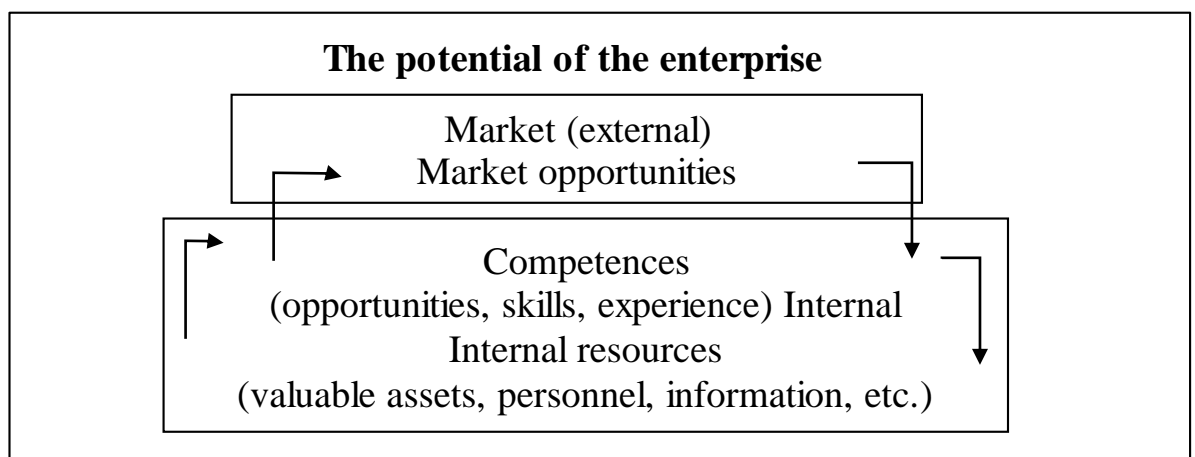 The potential of the enterprise
Market (external)
Market opportunities
Competences
(opportunities, skills, experience) Internal
Internal resources
(valuable assets, personnel, information, etc.)